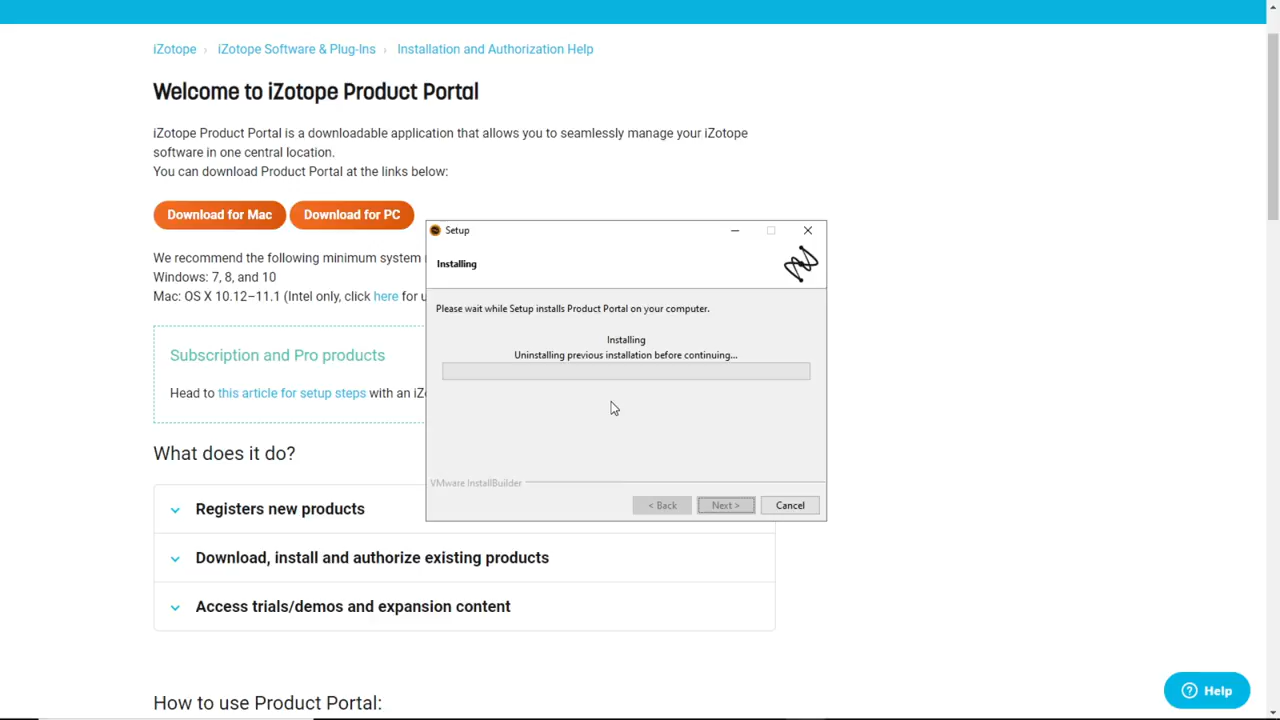 iZotope › iZotope Software & Plug-Ins › Installation and Authorization Help
Welcome to iZotope Product Portal
iZotope Product Portal is a downloadable application that allows you to seamlessly manage your iZotope
software in one central location.
You can download Product Portal at the links below:
Download for Mac Download for PC
We recommend the following minimum system
Windows: 7, 8, and 10
Mac: OS X 10.12–11.1 (Intel only, click here for
Subscription and Pro products
Head to this article for setup steps with an
What does it do?
Registers new products
Download, install and authorize existing products
Access trials/demos and expansion content
How to use Product Portal:
Setup
Installing
Please wait while Setup installs Product Portal on your computer.
Installing
Uninstalling previous installation before continuing...
VMware InstallBuilder
< Back Next > Cancel
Help